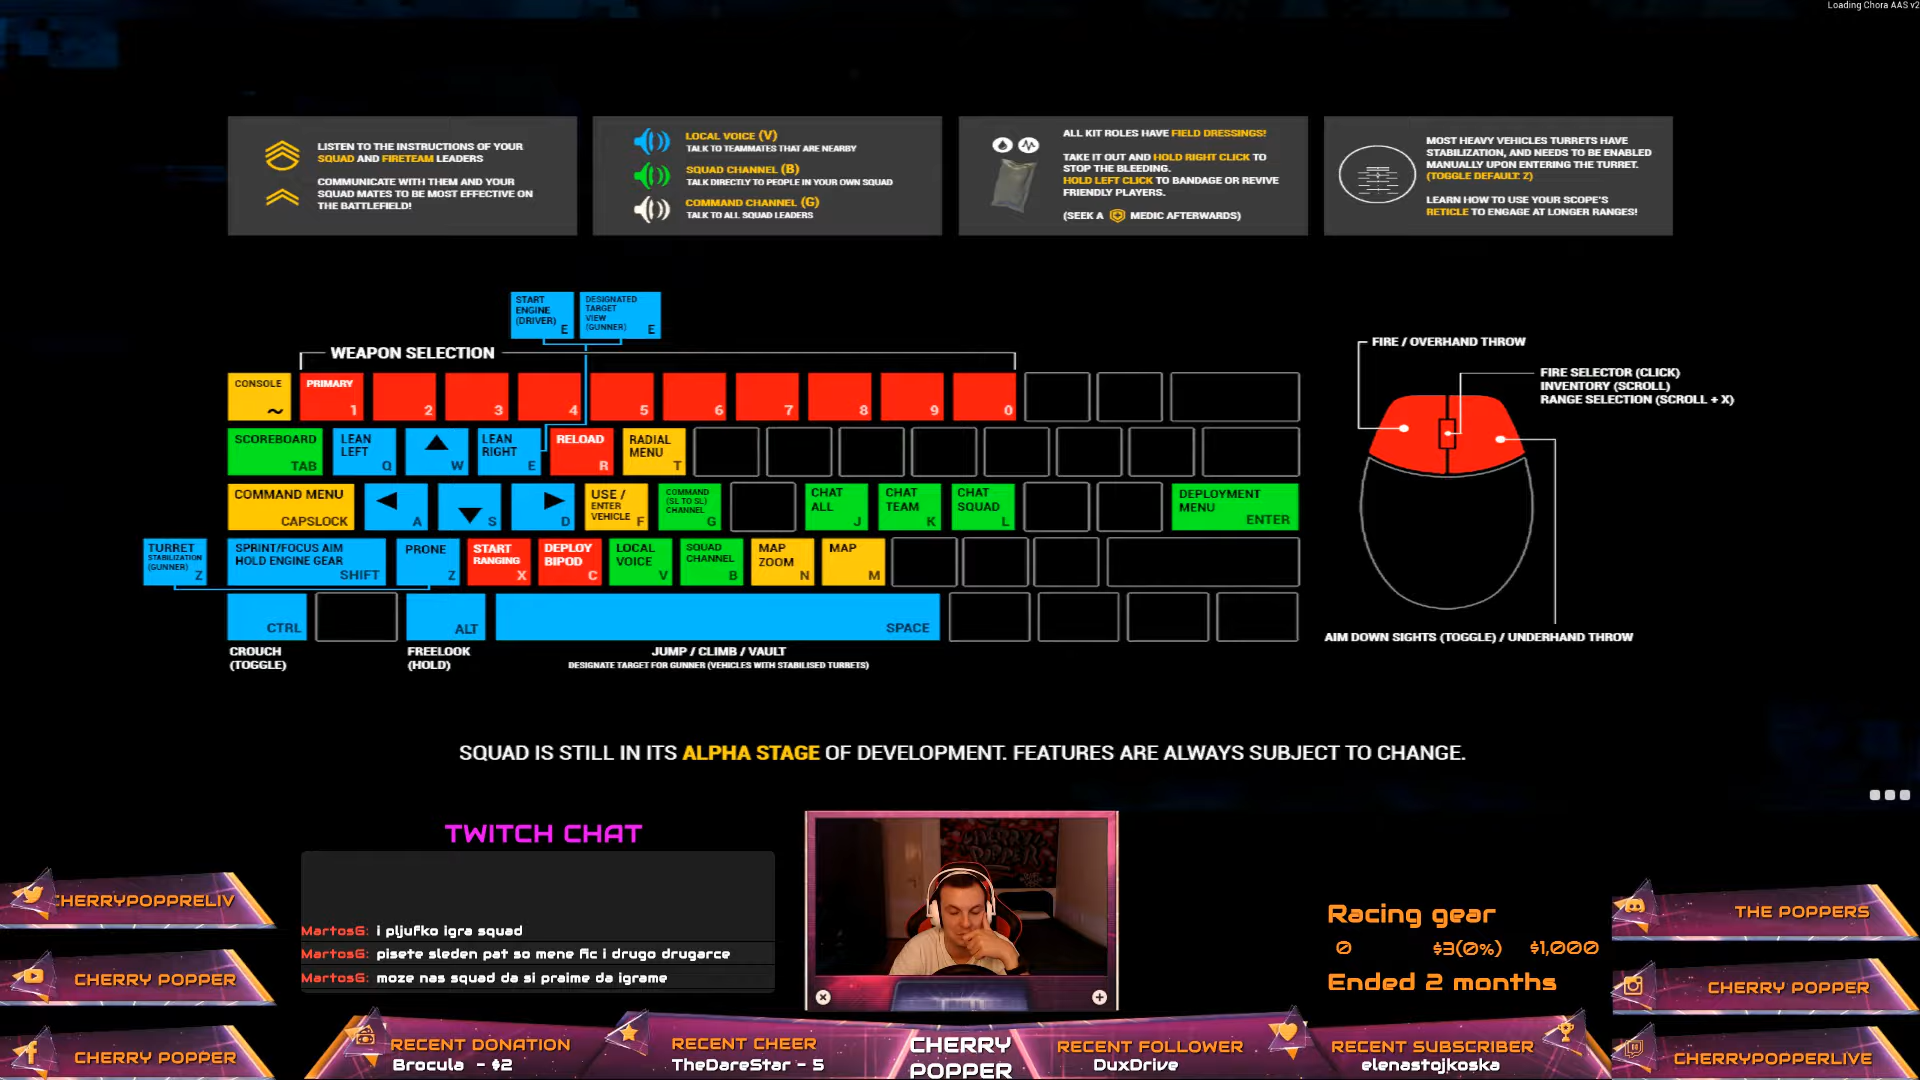 Loading Chora AAS v2
LISTEN TO THE INSTRUCTIONS OF YOUR
SQUAD AND FIRETEAM LEADERS
COMMUNICATE WITH THEM AND YOUR
SQUAD MATES TO BE MOST EFFECTIVE ON
THE BATTLEFIELD!
LOCAL VOICE (V)
TALK TO TEAMMATES THAT ARE NEARBY
SQUAD CHANNEL (B)
TALK DIRECTLY TO PEOPLE IN YOUR OWN SQUAD
COMMAND CHANNEL (G)
TALK TO ALL SQUAD LEADERS
ALL KIT ROLES HAVE FIELD DRESSINGS!
TAKE IT OUT AND HOLD RIGHT CLICK TO
STOP THE BLEEDING.
HOLD LEFT CLICK TO BANDAGE OR REVIVE
FRIENDLY PLAYERS.
(SEEK A MEDIC AFTERWARDS)
MOST HEAVY VEHICLES TURRETS HAVE
STABILIZATION, AND NEEDS TO BE ENABLED
MANUALLY UPON ENTERING THE TURRET.
(TOGGLE DEFAULT: Z)
LEARN HOW TO USE YOUR SCOPE'S
RETICLE TO ENGAGE AT LONGER RANGES!
START
ENGINE
(DRIVER) E
DESIGNATED
TARGET
VIEW
(GUNNER) E
WEAPON SELECTION
CONSOLE ~
PRIMARY 1
2
3
4
5
6
7
8
9
0
SCOREBOARD
TAB
LEAN
LEFT Q
W
LEAN
RIGHT E
RELOAD
R
RADIAL
MENU T
COMMAND MENU
CAPSLOCK
A
S
D
USE /
ENTER
VEHICLE F
COMMAND
(SL TO SL)
CHANNEL G
CHAT
ALL J
CHAT
TEAM K
CHAT
SQUAD L
DEPLOYMENT
MENU
ENTER
TURRET
STABILIZATION
(GUNNER) Z
SPRINT/FOCUS AIM
HOLD ENGINE GEAR
SHIFT
PRONE
Z
START
RANGING
X
DEPLOY
BIPOD
C
LOCAL
VOICE
V
SQUAD
CHANNEL
B
MAP
ZOOM N
MAP
M
CTRL
ALT
SPACE
CROUCH
(TOGGLE)
FREELOOK
(HOLD)
JUMP / CLIMB / VAULT
DESIGNATE TARGET FOR GUNNER (VEHICLES WITH STABILISED TURRETS)
FIRE / OVERHAND THROW
FIRE SELECTOR (CLICK)
INVENTORY (SCROLL)
RANGE SELECTION (SCROLL + X)
AIM DOWN SIGHTS (TOGGLE) / UNDERHAND THROW
SQUAD IS STILL IN ITS ALPHA STAGE OF DEVELOPMENT. FEATURES ARE ALWAYS SUBJECT TO CHANGE.
TWITCH CHAT
MartosG: i pljufko igra squad
MartosG: pisete sleden pat so mene fic i drugo drugarce
MartosG: moze nas squad da si praime da igrame
CHERRYPOPPRELIV
CHERRY POPPER
CHERRY POPPER
Racing gear
0 $3(0%) $1,000
Ended 2 months
THE POPPERS
CHERRY POPPER
CHERRYPOPPERLIVE
RECENT DONATION
Brocula - $2
RECENT CHEER
TheDareStar - 5
CHERRY
POPPER
RECENT FOLLOWER
DuxDrive
RECENT SUBSCRIBER
elenastojkoska